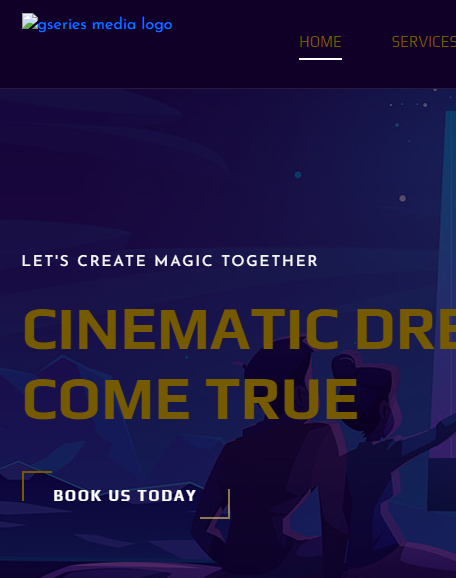 gseries media logo
HOME SERVICES
LET'S CREATE MAGIC TOGETHER
CINEMATIC DRE
COME TRUE
BOOK US TODAY